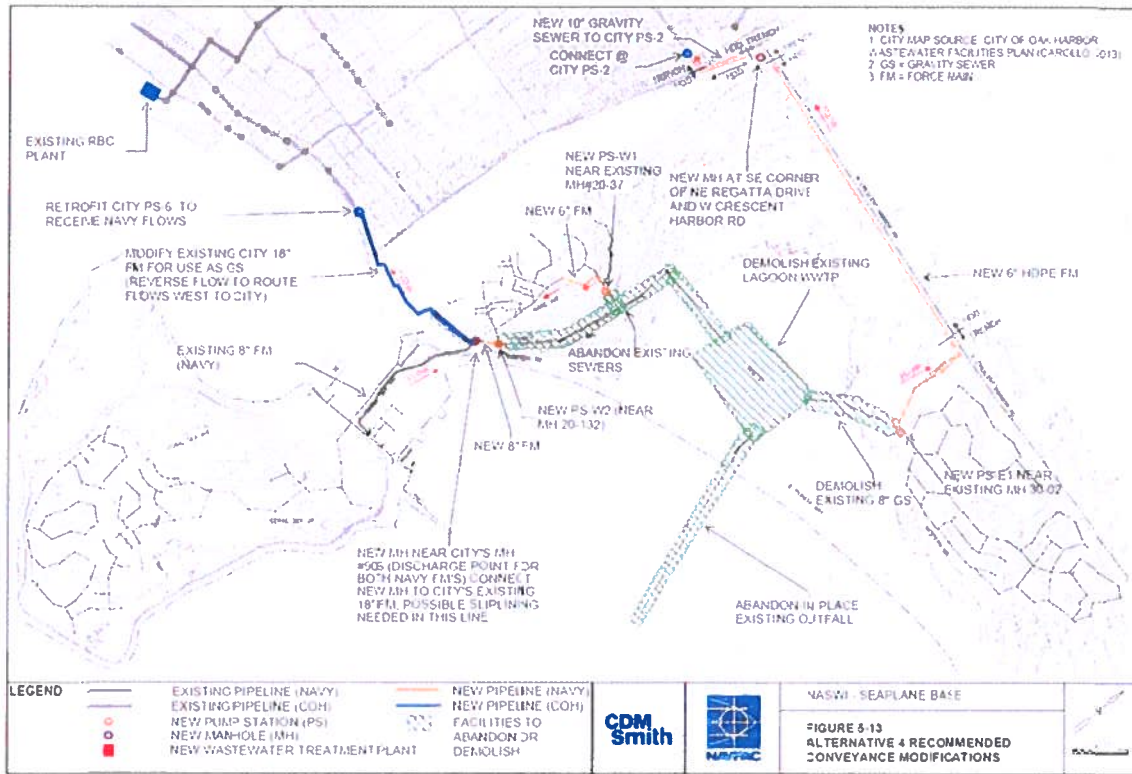 NEW 10" GRAVITY
SEWER TO CITY PS-2
CONNECT @
CITY PS-2
HDD TRENCH
NOTES
1 CITY MAP SOURCE CITY OF OAK HARBOR
WASTEWATER FACILITIES PLAN (CAROLLO
2 GS = GRAVITY SEWER
3 FM = FORCE MAIN
EXISTING RBC
PLANT
NEW PS-W1
NEAR EXISTING
MH#20-37
NEW MH AT SE CORNER
OF NE REGATTA DRIVE
AND W CRESCENT
HARBOR RD
RETROFIT CITY PS-6 TO
RECEIVE NAVY FLOWS
NEW 6" FM
MODIFY EXISTING CITY 18"
FM FOR USE AS GS
(REVERSE FLOW TO ROUTE
FLOWS WEST TO CITY)
DEMOLISH EXISTING
LAGOON WWTP
NEW 6" HDPE FM
EXISTING 8" FM
(NAVY)
ABANDON EXISTING
SEWERS
NEW PS-W2 (NEAR
MH 20-132)
NEW 8" FM
DEMOLISH
EXISTING 8" GS
NEW PS-E1 NEAR
EXISTING MH 30-02
NEW MH NEAR CITY'S MH
#906 (DISCHARGE POINT FOR
BOTH NAVY FM'S) CONNECT
NEW MH TO CITY'S EXISTING
18" FM, POSSIBLE SLIPLINING
NEEDED IN THIS LINE
ABANDON IN PLACE
EXISTING OUTFALL
LEGEND
EXISTING PIPELINE (NAVY)
EXISTING PIPELINE (COH)
NEW PUMP STATION (PS)
NEW MANHOLE (MH)
NEW WASTEWATER TREATMENT PLANT
NEW PIPELINE (NAVY)
NEW PIPELINE (COH)
FACILITIES TO
ABANDON OR
DEMOLISH
CDM
Smith
NAVFAC
NASWI - SEAPLANE BASE
FIGURE 5-13
ALTERNATIVE 4 RECOMMENDED
CONVEYANCE MODIFICATIONS